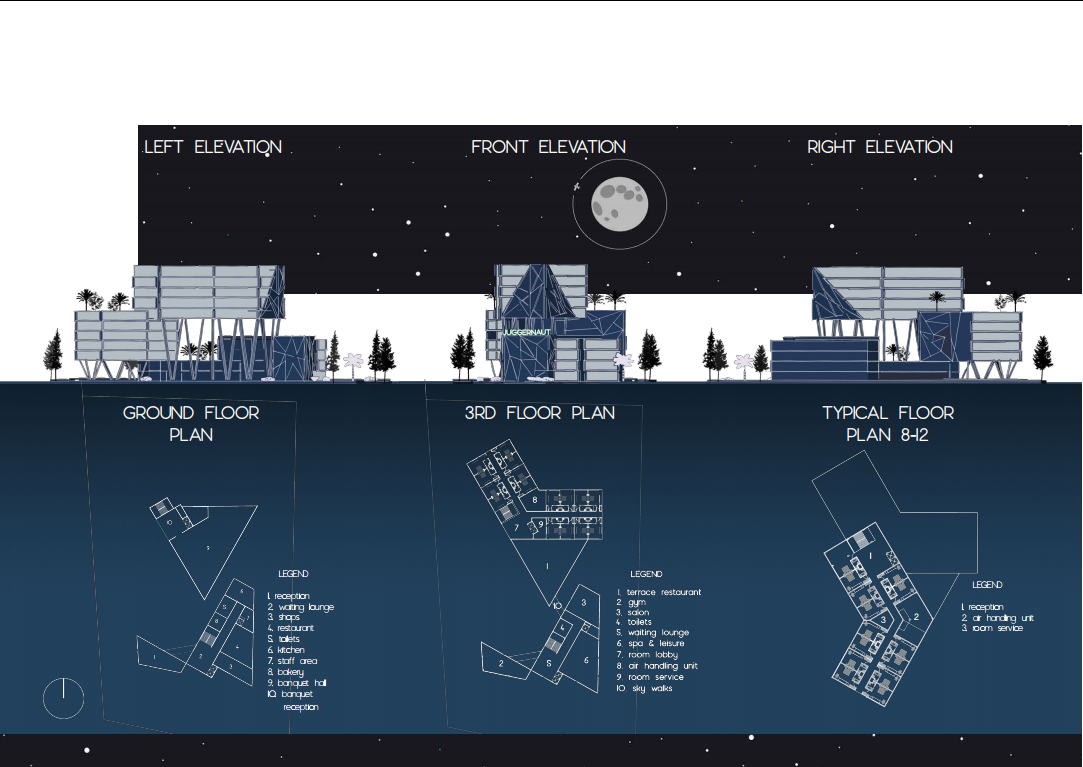 LEFT ELEVATION
FRONT ELEVATION
RIGHT ELEVATION
JUGGERNAUT
GROUND FLOOR
PLAN
3RD FLOOR PLAN
TYPICAL FLOOR
PLAN 8-12
10
9
6
5
8
7
4
1
2
3
LEGEND
1. reception
2. waiting lounge
3. shops
4. restaurant
5. toilets
6. kitchen
7. staff area
8. bakery
9. banquet hall
10. banquet
reception
8
7
9
1
10
3
4
2
5
6
LEGEND
1. terrace restaurant
2. gym
3. salon
4. toilets
5. waiting lounge
6. spa & leisure
7. room lobby
8. air handling unit
9. room service
10. sky walks
1
3
2
LEGEND
1. reception
2. air handling unit
3. room service